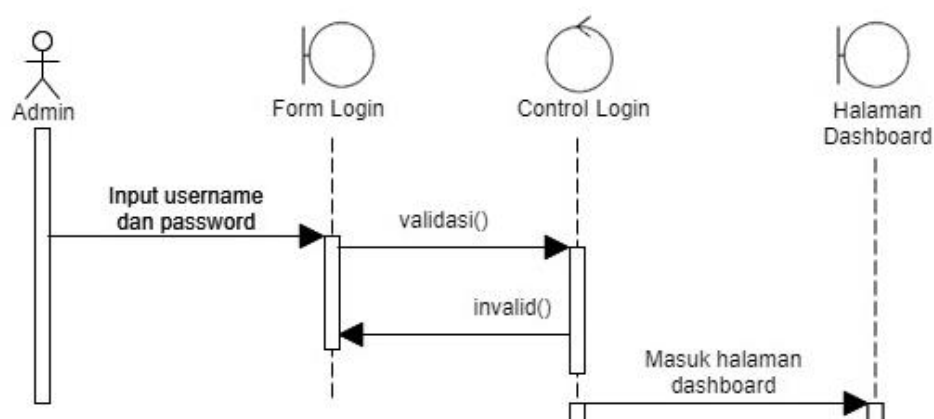 Admin
Form Login
Control Login
Halaman
Dashboard
Input username
dan password
validasi()
invalid()
Masuk halaman
dashboard